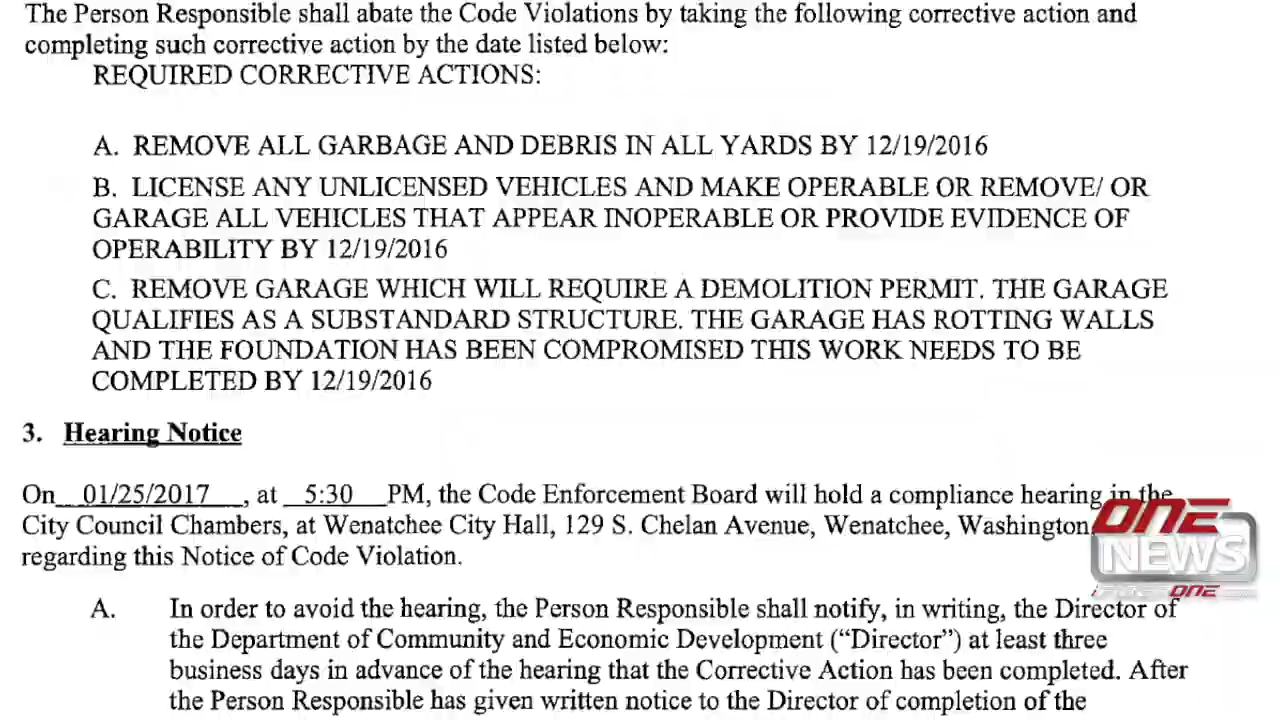 The Person Responsible shall abate the Code Violations by taking the following corrective action and
completing such corrective action by the date listed below:
REQUIRED CORRECTIVE ACTIONS:
A. REMOVE ALL GARBAGE AND DEBRIS IN ALL YARDS BY 12/19/2016
B. LICENSE ANY UNLICENSED VEHICLES AND MAKE OPERABLE OR REMOVE/ OR
GARAGE ALL VEHICLES THAT APPEAR INOPERABLE OR PROVIDE EVIDENCE OF
OPERABILITY BY 12/19/2016
C. REMOVE GARAGE WHICH WILL REQUIRE A DEMOLITION PERMIT. THE GARAGE
QUALIFIES AS A SUBSTANDARD STRUCTURE. THE GARAGE HAS ROTTING WALLS
AND THE FOUNDATION HAS BEEN COMPROMISED THIS WORK NEEDS TO BE
COMPLETED BY 12/19/2016
3. Hearing Notice
On 01/25/2017, at 5:30 PM, the Code Enforcement Board will hold a compliance hearing in the
City Council Chambers, at Wenatchee City Hall, 129 S. Chelan Avenue, Wenatchee, Washington
regarding this Notice of Code Violation.
ONE
NEWS
ONE
A. In order to avoid the hearing, the Person Responsible shall notify, in writing, the Director of
the Department of Community and Economic Development (“Director”) at least three
business days in advance of the hearing that the Corrective Action has been completed. After
the Person Responsible has given written notice to the Director of completion of the